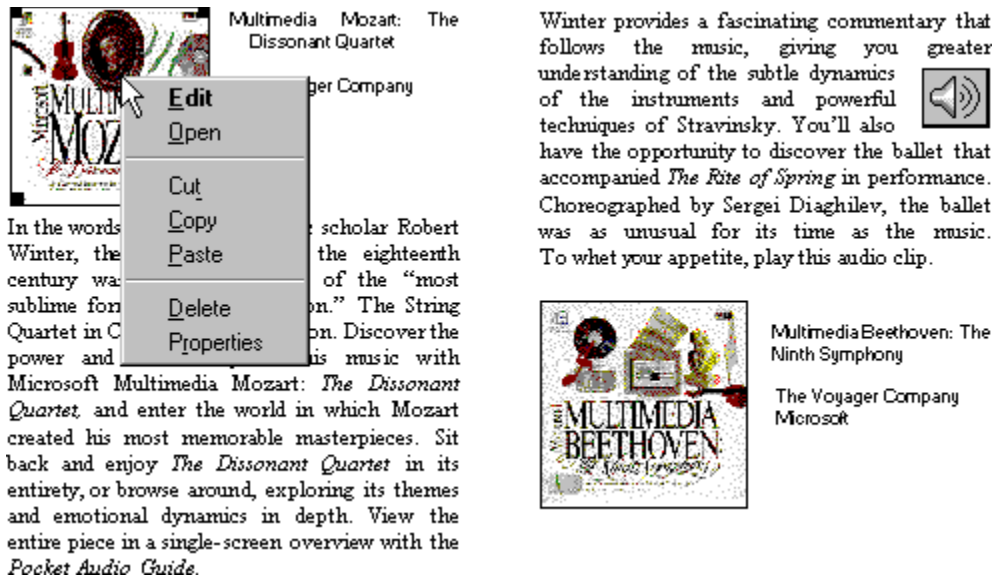 Multimedia Mozart: The
Dissonant Quartet
ger Company
Microsoft
MULTIM
MOZ
Edit
Open
Cut
Copy
Paste
Delete
Properties
In the words scholar Robert
Winter, the the eighteenth
century wa of the “most
sublime for on.” The String
Quartet in C on. Discover the
power and is music with
Microsoft Multimedia Mozart: The Dissonant
Quartet, and enter the world in which Mozart
created his most memorable masterpieces. Sit
back and enjoy The Dissonant Quartet in its
entirety, or browse around, exploring its themes
and emotional dynamics in depth. View the
entire piece in a single-screen overview with the
Pocket Audio Guide.
Winter provides a fascinating commentary that
follows the music, giving you greater
understanding of the subtle dynamics
of the instruments and powerful
techniques of Stravinsky. You’ll also
have the opportunity to discover the ballet that
accompanied The Rite of Spring in performance.
Choreographed by Sergei Diaghilev, the ballet
was as unusual for its time as the music.
To whet your appetite, play this audio clip.
Microsoft
MULTIMEDIA
BEETHOVEN
The Ninth Symphony
Multimedia Beethoven: The
Ninth Symphony
The Voyager Company
Microsoft